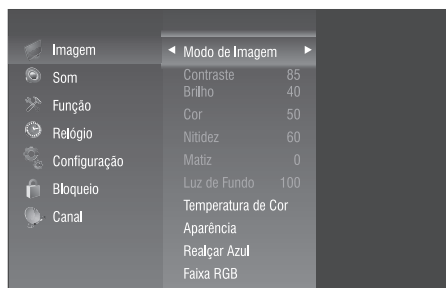 Imagem
Som
Função
Relógio
Configuração
Bloqueio
Canal
Modo de Imagem
Contraste 85
Brilho 40
Cor 50
Nitidez 60
Matiz 0
Luz de Fundo 100
Temperatura de Cor
Aparência
Realçar Azul
Faixa RGB